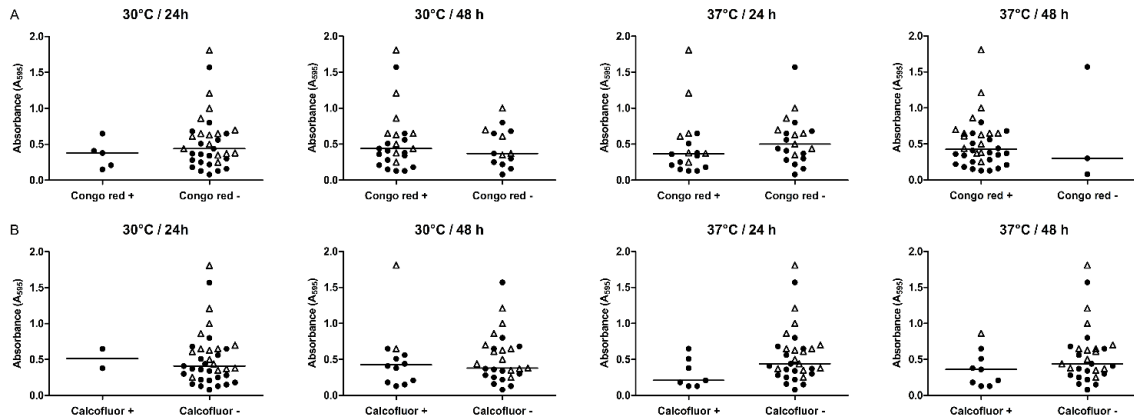 A
30°C / 24h
30°C / 48 h
37°C / 24 h
37°C / 48 h
Absorbance (A595)
2.0
1.5
1.0
0.5
0.0
Congo red +
Congo red -
Absorbance (A595)
2.0
1.5
1.0
0.5
0.0
Congo red +
Congo red -
Absorbance (A595)
2.0
1.5
1.0
0.5
0.0
Congo red +
Congo red -
Absorbance (A595)
2.0
1.5
1.0
0.5
0.0
Congo red +
Congo red -
B
30°C / 24h
30°C / 48 h
37°C / 24 h
37°C / 48 h
Absorbance (A595)
2.0
1.5
1.0
0.5
0.0
Calcofluor +
Calcofluor -
Absorbance (A595)
2.0
1.5
1.0
0.5
0.0
Calcofluor +
Calcofluor -
Absorbance (A595)
2.0
1.5
1.0
0.5
0.0
Calcofluor +
Calcofluor -
Absorbance (A595)
2.0
1.5
1.0
0.5
0.0
Calcofluor +
Calcofluor -